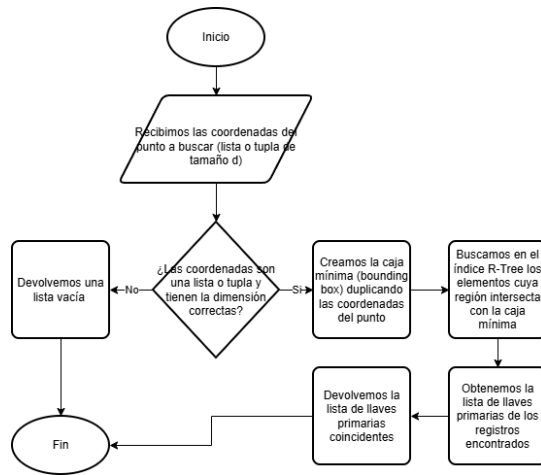 Inicio
Recibimos las coordenadas del
punto a buscar (lista o tupla de
tamaño d)
¿Las coordenadas son
una lista o tupla y
tienen la dimensión
correctas?
No
Si
Devolvemos una
lista vacía
Creamos la caja
mínima (bounding
box) duplicando
las coordenadas
del punto
Buscamos en el
índice R-Tree los
elementos cuya
región intersecta
con la caja
mínima
Obtenemos la
lista de llaves
primarias de los
registros
encontrados
Devolvemos la
lista de llaves
primarias
coincidentes
Fin